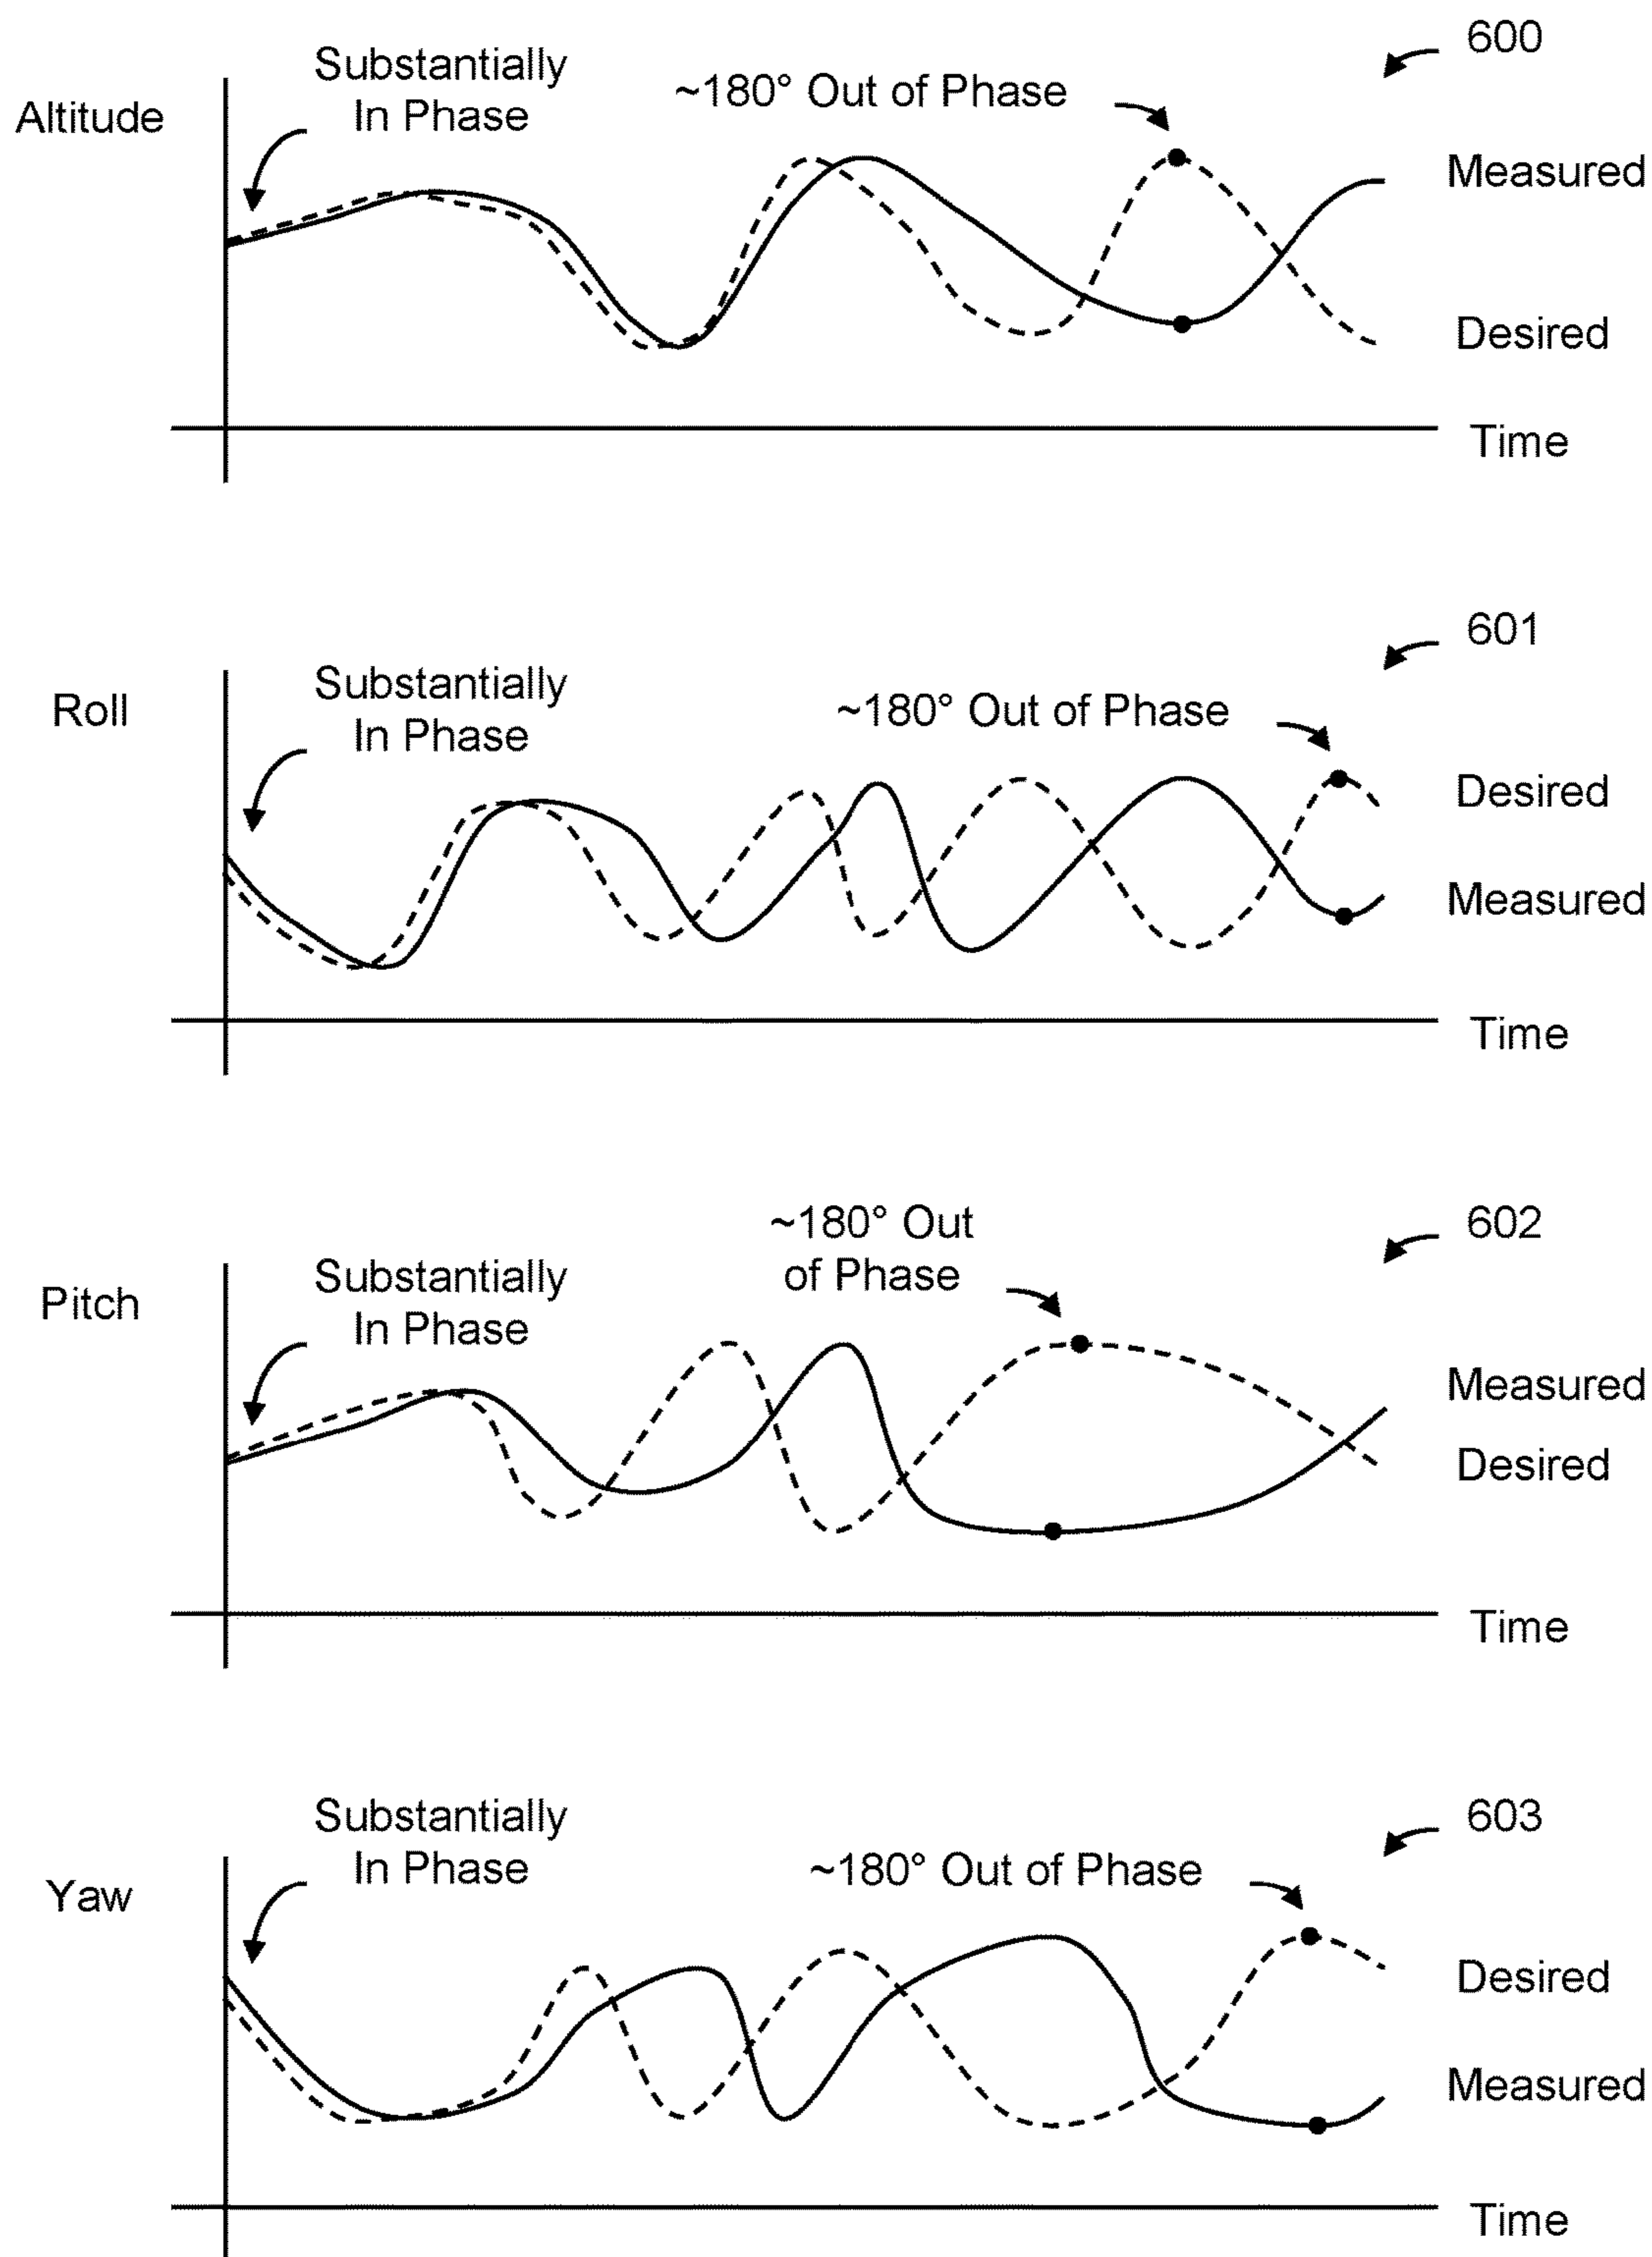 600
Substantially
In Phase
~180° Out of Phase
Altitude
Measured
Desired
Time
601
Substantially
In Phase
~180° Out of Phase
Roll
Desired
Measured
Time
602
~180° Out
of Phase
Substantially
In Phase
Pitch
Measured
Desired
Time
603
Substantially
In Phase
~180° Out of Phase
Yaw
Desired
Measured
Time